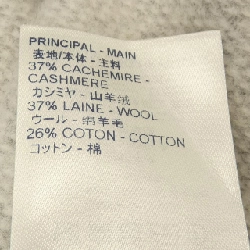 PRINCIPAL - MAIN
表地/本体 - 主料
37% CACHEMIRE -
CASHMERE
カシミヤ - 山羊绒
37% LAINE - WOOL
ウール - 绵羊毛
26% COTON - COTTON
コットン - 棉